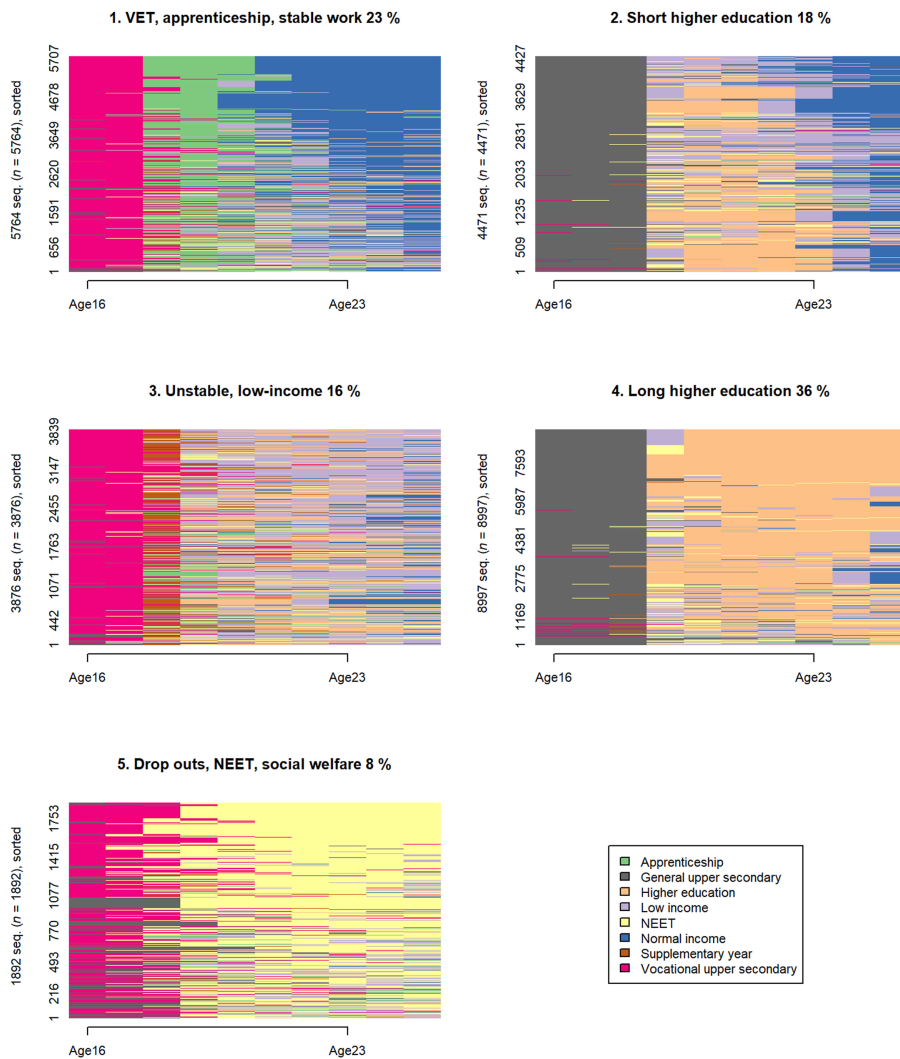 1. VET, apprenticeship, stable work 23 %
5764 seq. (n = 5764), sorted
1 656 1591 2620 3649 4678 5707
Age16 Age23
2. Short higher education 18 %
4471 seq. (n = 4471), sorted
1 509 1235 2033 2831 3629 4427
Age16 Age23
3. Unstable, low-income 16 %
3876 seq. (n = 3876), sorted
1 442 1071 1763 2455 3147 3839
Age16 Age23
4. Long higher education 36 %
8997 seq. (n = 8997), sorted
1 1169 2775 4381 5987 7593
Age16 Age23
5. Drop outs, NEET, social welfare 8 %
1892 seq. (n = 1892), sorted
1 216 493 770 1077 1415 1753
Age16 Age23
Apprenticeship
General upper secondary
Higher education
Low income
NEET
Normal income
Supplementary year
Vocational upper secondary